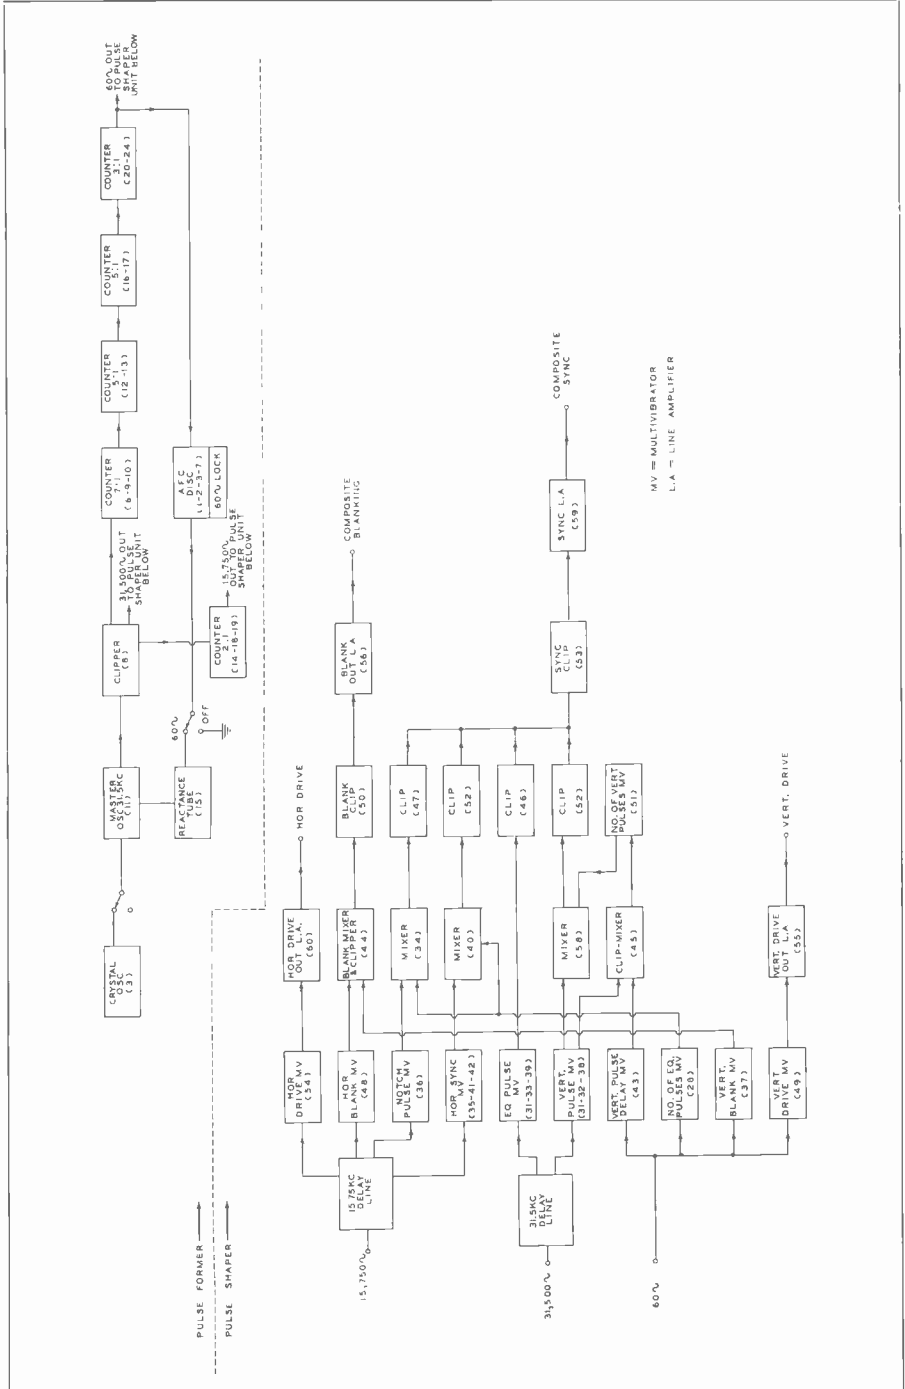 PULSE FORMER
PULSE SHAPER
CRYSTAL
OSC
(3)
MASTER
OSC 31.5KC
(11)
REACTANCE
TUBE
(15)
60~
OFF
CLIPPER
(8)
31,500~ OUT
TO PULSE
SHAPER UNIT
BELOW
COUNTER
2:1
(14-18-19)
15,750~
OUT TO PULSE
SHAPER UNIT
BELOW
COUNTER
7:1
(6-9-10)
AFC
DISC
(1-2-3-7)
60~ LOCK
COUNTER
5:1
(12-13)
COUNTER
5:1
(16-17)
COUNTER
3:1
(20-24)
60~ OUT
TO PULSE
SHAPER
UNIT BELOW
15,750~
15.75KC
DELAY
LINE
31,500~
31.5KC
DELAY
LINE
60~
HOR
DRIVE MV
(54)
HOR
BLANK MV
(48)
NOTCH
PULSE MV
(36)
HOR SYNC
MV
(35-41-42)
EQ PULSE
MV
(31-33-39)
VERT.
PULSE MV
(31-32-38)
VERT. PULSE
DELAY MV
(43)
NO. OF EQ.
PULSES MV
(28)
VERT.
BLANK MV
(37)
VERT
DRIVE MV
(49)
HOR DRIVE
OUT L.A.
(60)
BLANK MIXER
& CLIPPER
(44)
MIXER
(34)
MIXER
(40)
MIXER
(58)
CLIP-MIXER
(45)
VERT. DRIVE
OUT L.A
(55)
HOR DRIVE
BLANK
CLIP
(50)
CLIP
(47)
CLIP
(52)
CLIP
(46)
CLIP
(52)
NO. OF VERT
PULSES MV
(51)
VERT. DRIVE
BLANK
OUT L A
(56)
SYNC
CLIP
(53)
COMPOSITE
BLANKING
SYNC L.A
(59)
COMPOSITE
SYNC
MV = MULTIVIBRATOR
L.A = LINE AMPLIFIER